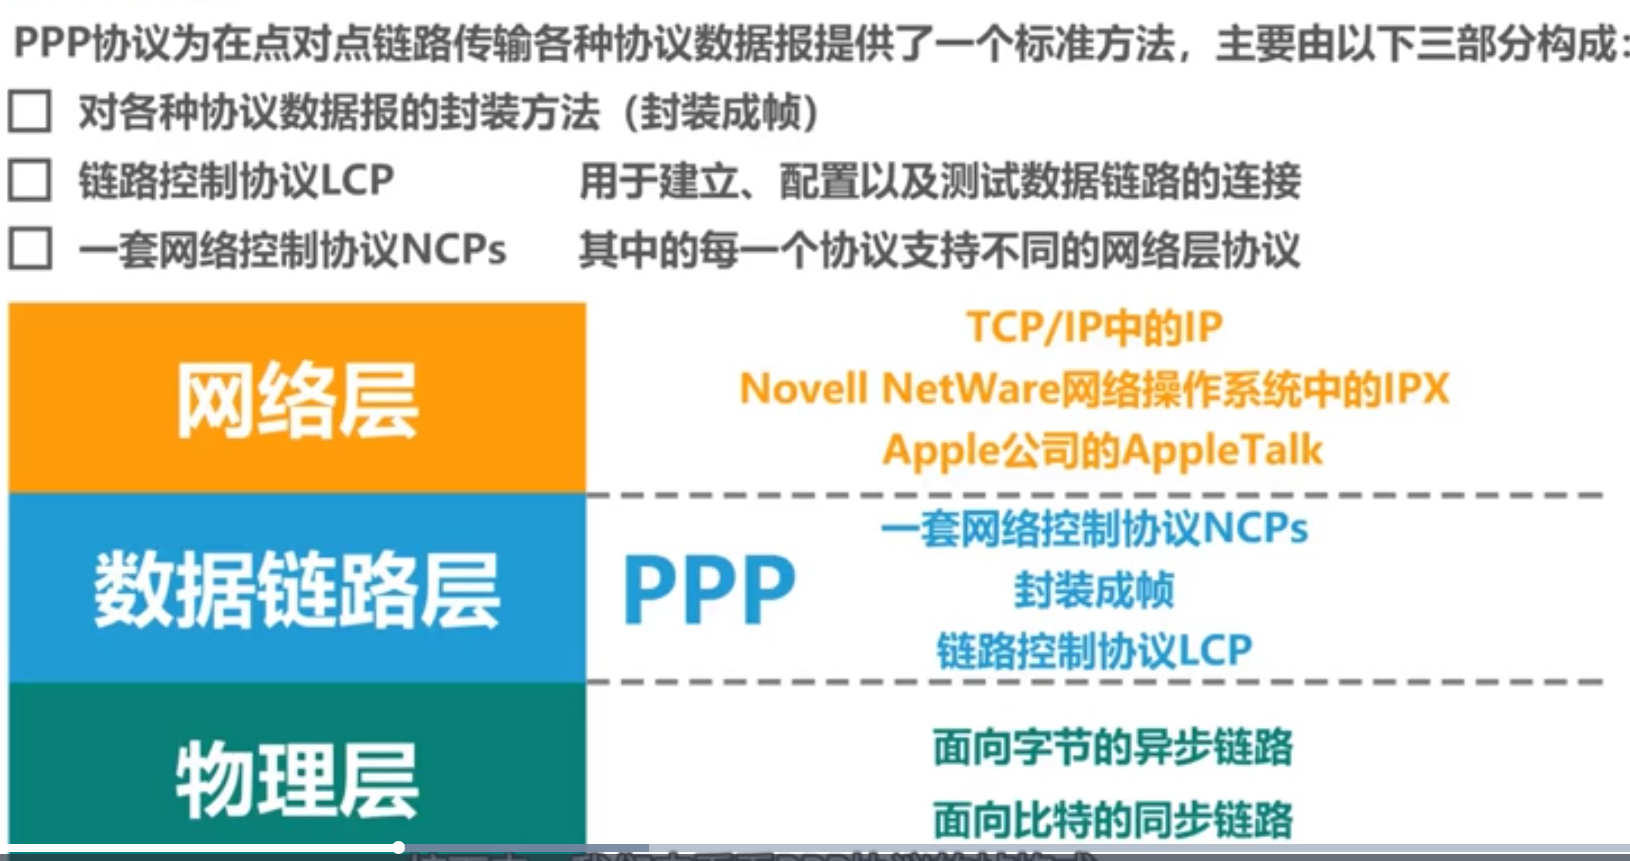 PPP协议为在点对点链路传输各种协议数据报提供了一个标准方法，主要由以下三部分构成：
对各种协议数据报的封装方法（封装成帧）
链路控制协议LCP 用于建立、配置以及测试数据链路的连接
一套网络控制协议NCPs 其中的每一个协议支持不同的网络层协议
网络层
TCP/IP中的IP
Novell NetWare网络操作系统中的IPX
Apple公司的AppleTalk
数据链路层
PPP
一套网络控制协议NCPs
封装成帧
链路控制协议LCP
物理层
面向字节的异步链路
面向比特的同步链路